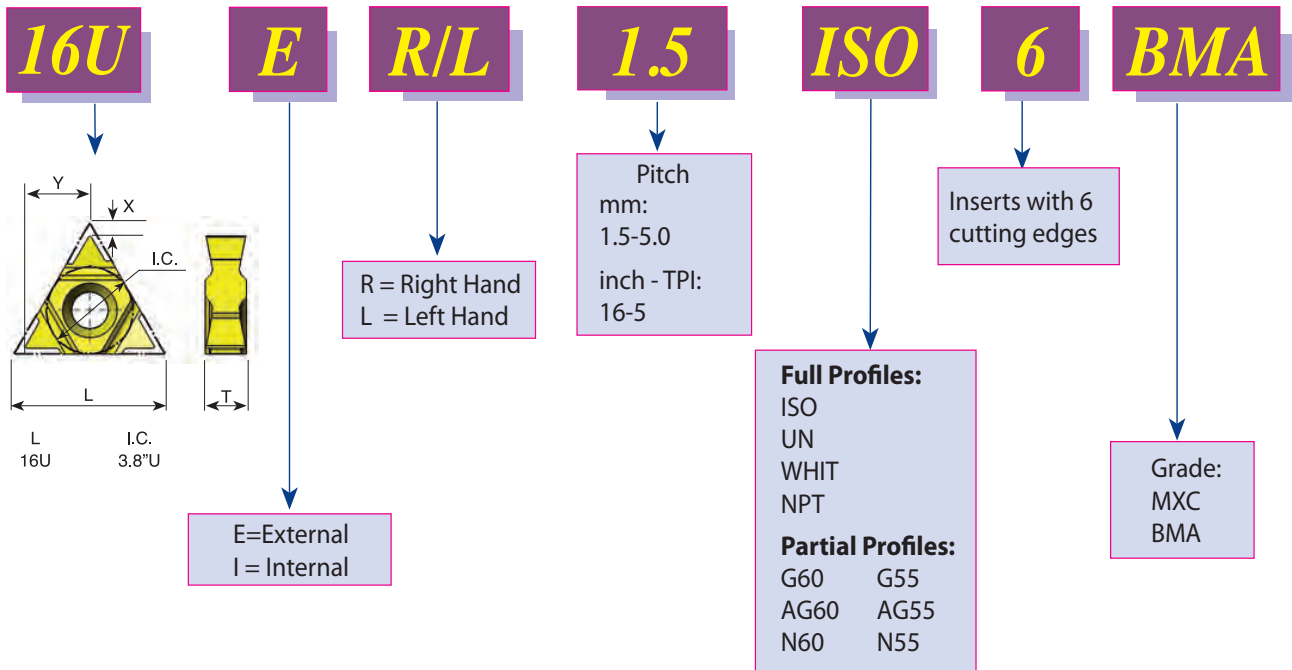 16U E R/L 1.5 ISO 6 BMA
Y
X
I.C.
L
T
L I.C.
16U 3.8”U
E=External
I = Internal
R = Right Hand
L = Left Hand
Pitch
mm:
1.5-5.0
inch - TPI:
16-5
Full Profiles:
ISO
UN
WHIT
NPT
Partial Profiles:
G60 G55
AG60 AG55
N60 N55
Inserts with 6
cutting edges
Grade:
MXC
BMA